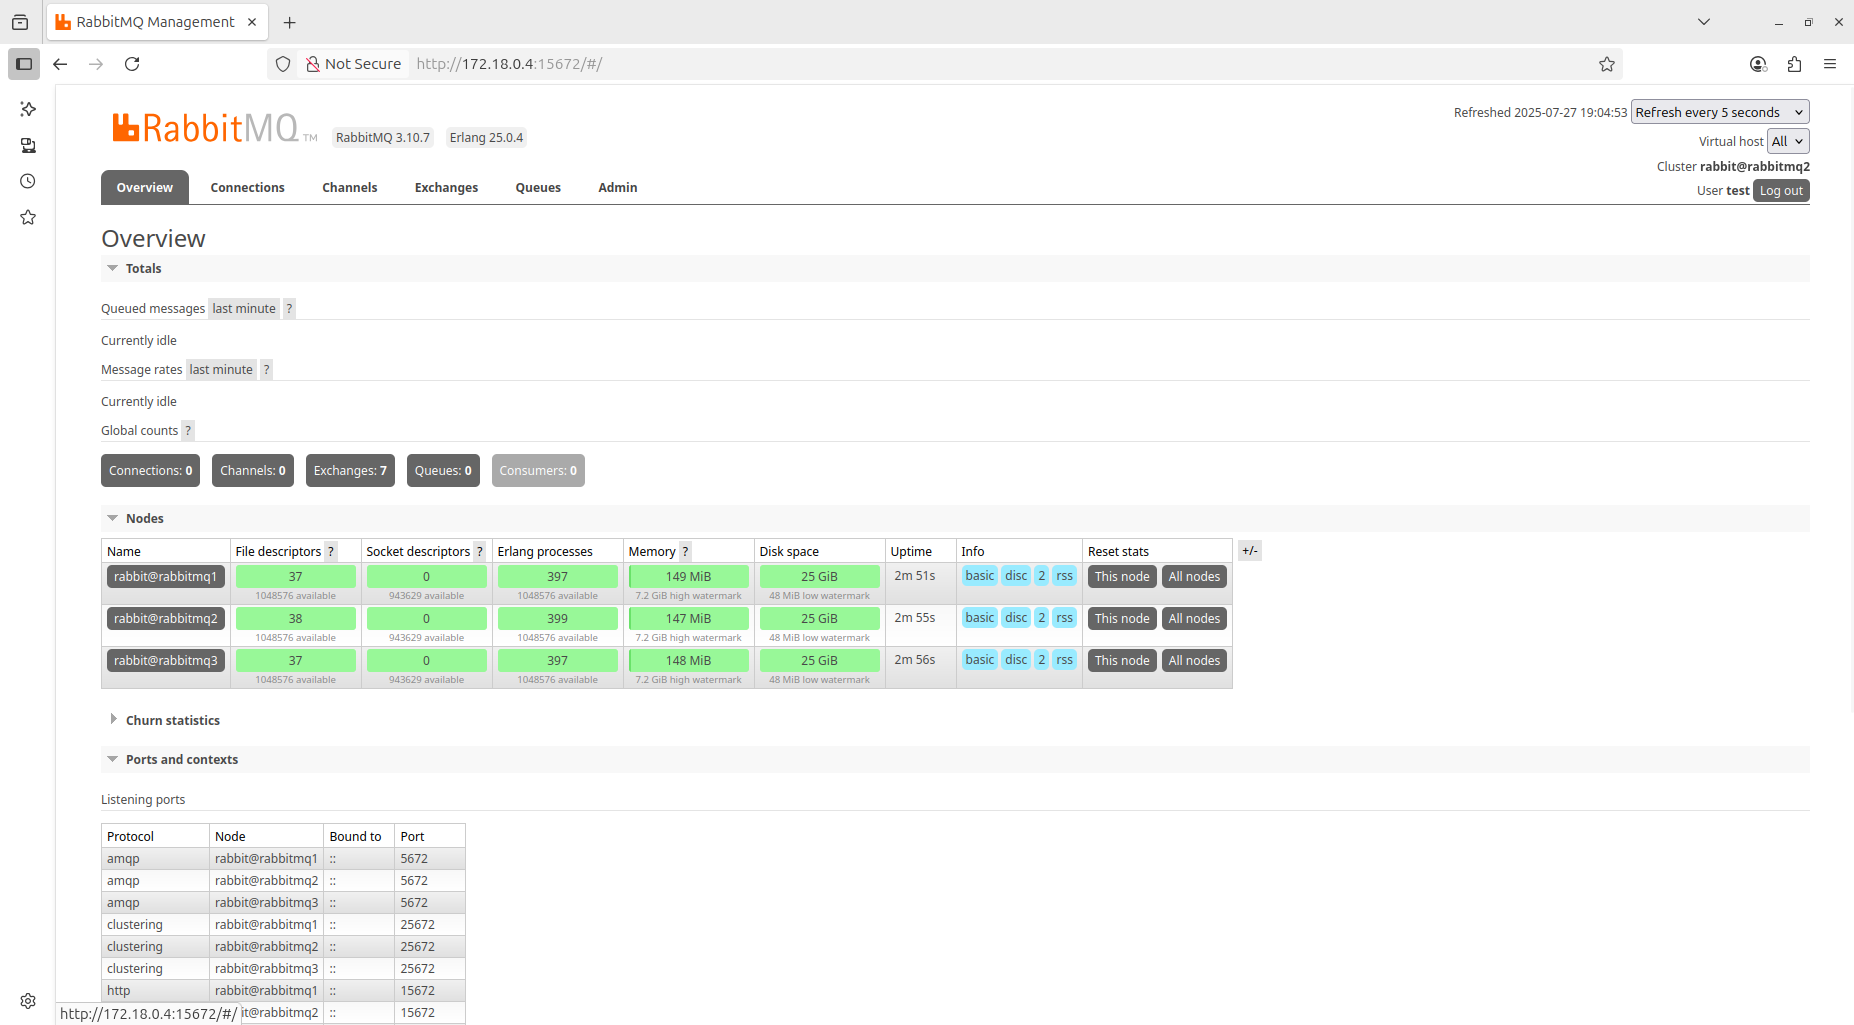 RabbitMQ Management
Not Secure http://172.18.0.4:15672/#/
RabbitMQ TM RabbitMQ 3.10.7 Erlang 25.0.4
Refreshed 2025-07-27 19:04:53 Refresh every 5 seconds
Virtual host All
Cluster rabbit@rabbitmq2
User test Log out
Overview Connections Channels Exchanges Queues Admin
Overview
Totals
Queued messages last minute ?
Currently idle
Message rates last minute ?
Currently idle
Global counts ?
Connections: 0 Channels: 0 Exchanges: 7 Queues: 0 Consumers: 0
Nodes
Name File descriptors ? Socket descriptors ? Erlang processes Memory ? Disk space Uptime Info Reset stats +/-
rabbit@rabbitmq1 37 0 397 149 MiB 25 GiB 2m 51s basic disc 2 rss This node All nodes
1048576 available 943629 available 1048576 available 7.2 GiB high watermark 48 MiB low watermark
rabbit@rabbitmq2 38 0 399 147 MiB 25 GiB 2m 55s basic disc 2 rss This node All nodes
1048576 available 943629 available 1048576 available 7.2 GiB high watermark 48 MiB low watermark
rabbit@rabbitmq3 37 0 397 148 MiB 25 GiB 2m 56s basic disc 2 rss This node All nodes
1048576 available 943629 available 1048576 available 7.2 GiB high watermark 48 MiB low watermark
Churn statistics
Ports and contexts
Listening ports
Protocol Node Bound to Port
amqp rabbit@rabbitmq1 :: 5672
amqp rabbit@rabbitmq2 :: 5672
amqp rabbit@rabbitmq3 :: 5672
clustering rabbit@rabbitmq1 :: 25672
clustering rabbit@rabbitmq2 :: 25672
clustering rabbit@rabbitmq3 :: 25672
http rabbit@rabbitmq1 :: 15672
it@rabbitmq2 :: 15672
http://172.18.0.4:15672/#/